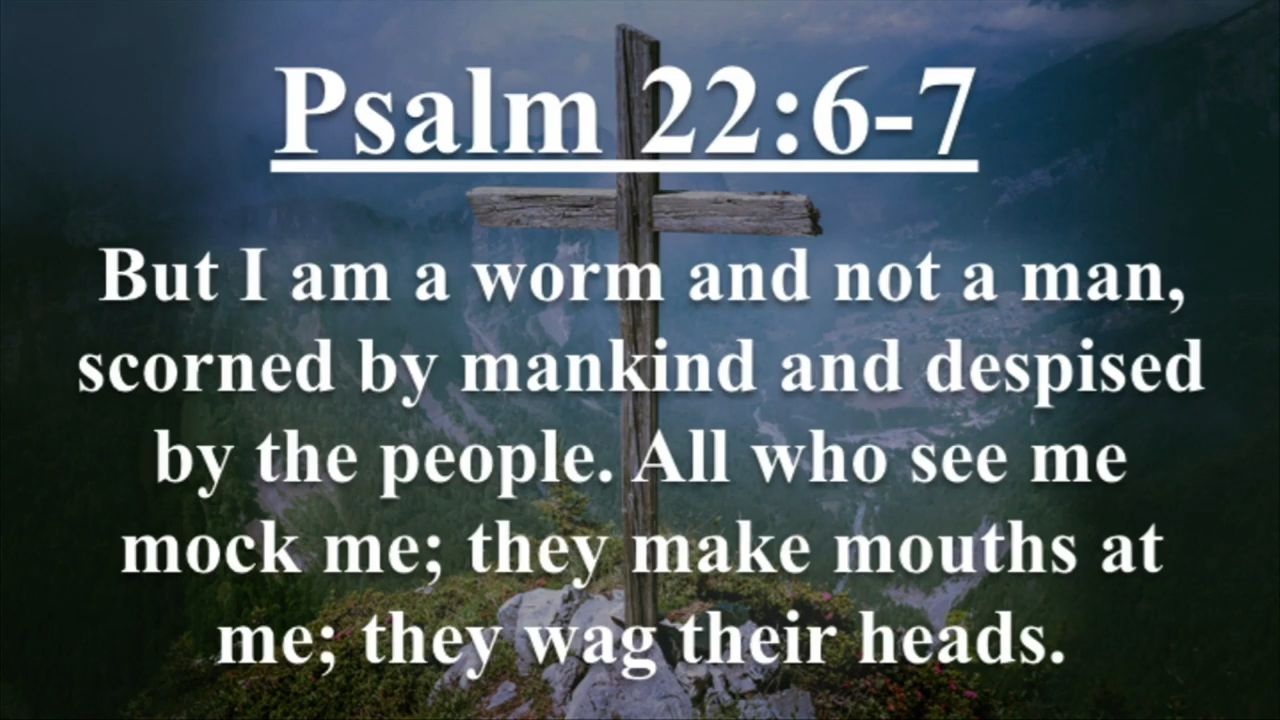 Psalm 22:6-7
But I am a worm and not a man,
scorned by mankind and despised
by the people. All who see me
mock me; they make mouths at
me; they wag their heads.